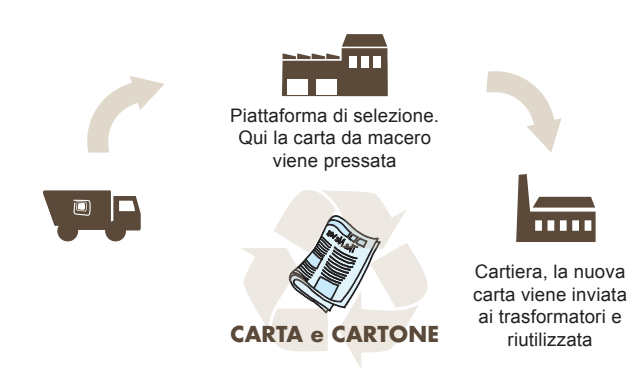 Piattaforma di selezione.
Qui la carta da macero
viene pressata
Cartiera, la nuova
carta viene inviata
ai trasformatori e
riutilizzata
CARTA e CARTONE